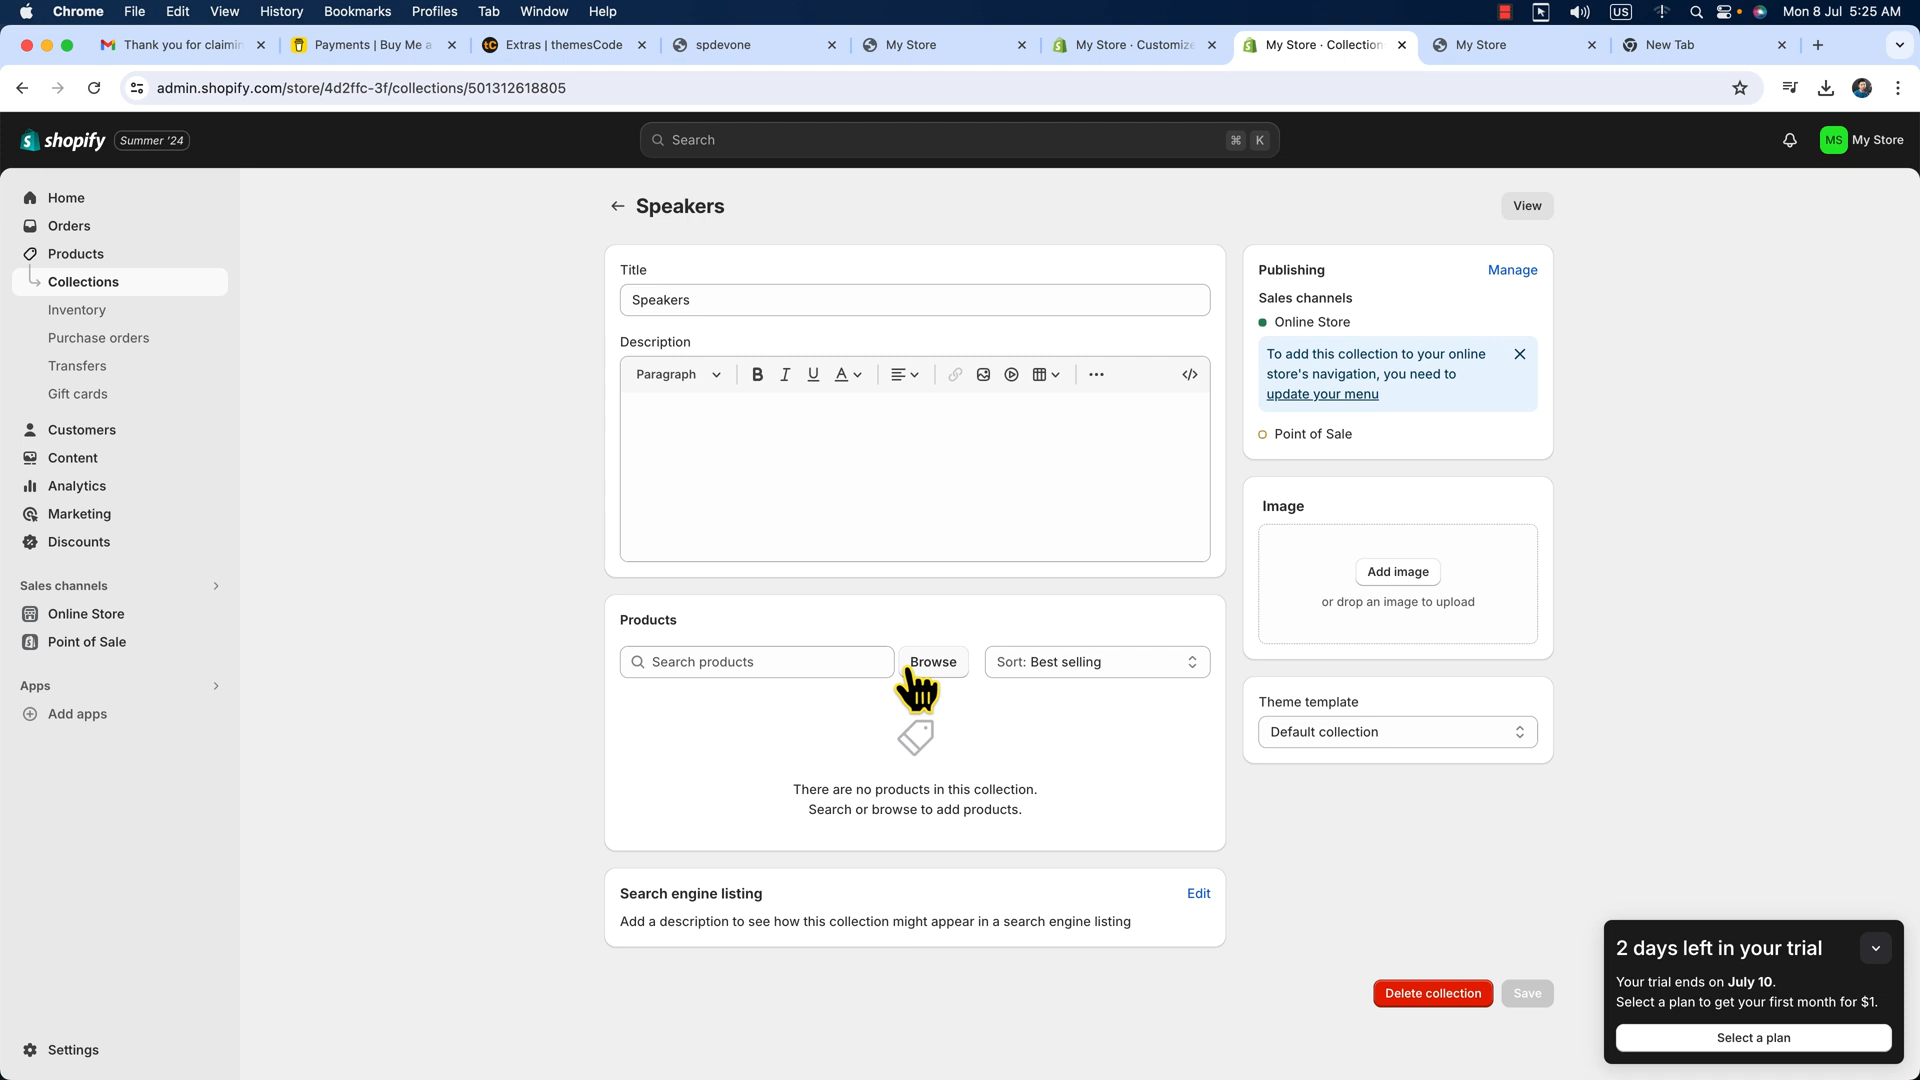 Chrome File Edit View History Bookmarks Profiles Tab Window Help US Mon 8 Jul 5:25 AM
Thank you for claimin Payments | Buy Me a tC Extras | themesCode spdevone My Store My Store · Customize My Store · Collection My Store New Tab
admin.shopify.com/store/4d2ffc-3f/collections/501312618805
shopify Summer '24 Search ⌘ K MS My Store
Home
Orders
Products
Collections
Inventory
Purchase orders
Transfers
Gift cards
Customers
Content
Analytics
Marketing
Discounts
Sales channels
Online Store
Point of Sale
Apps
Add apps
Settings
Speakers
View
Title
Speakers
Description
Paragraph B I U A
Products
Search products
Browse
Sort: Best selling
There are no products in this collection.
Search or browse to add products.
Search engine listing
Edit
Add a description to see how this collection might appear in a search engine listing
Publishing
Manage
Sales channels
Online Store
To add this collection to your online
store's navigation, you need to
update your menu
Point of Sale
Image
Add image
or drop an image to upload
Theme template
Default collection
Delete collection
Save
2 days left in your trial
Your trial ends on July 10.
Select a plan to get your first month for $1.
Select a plan